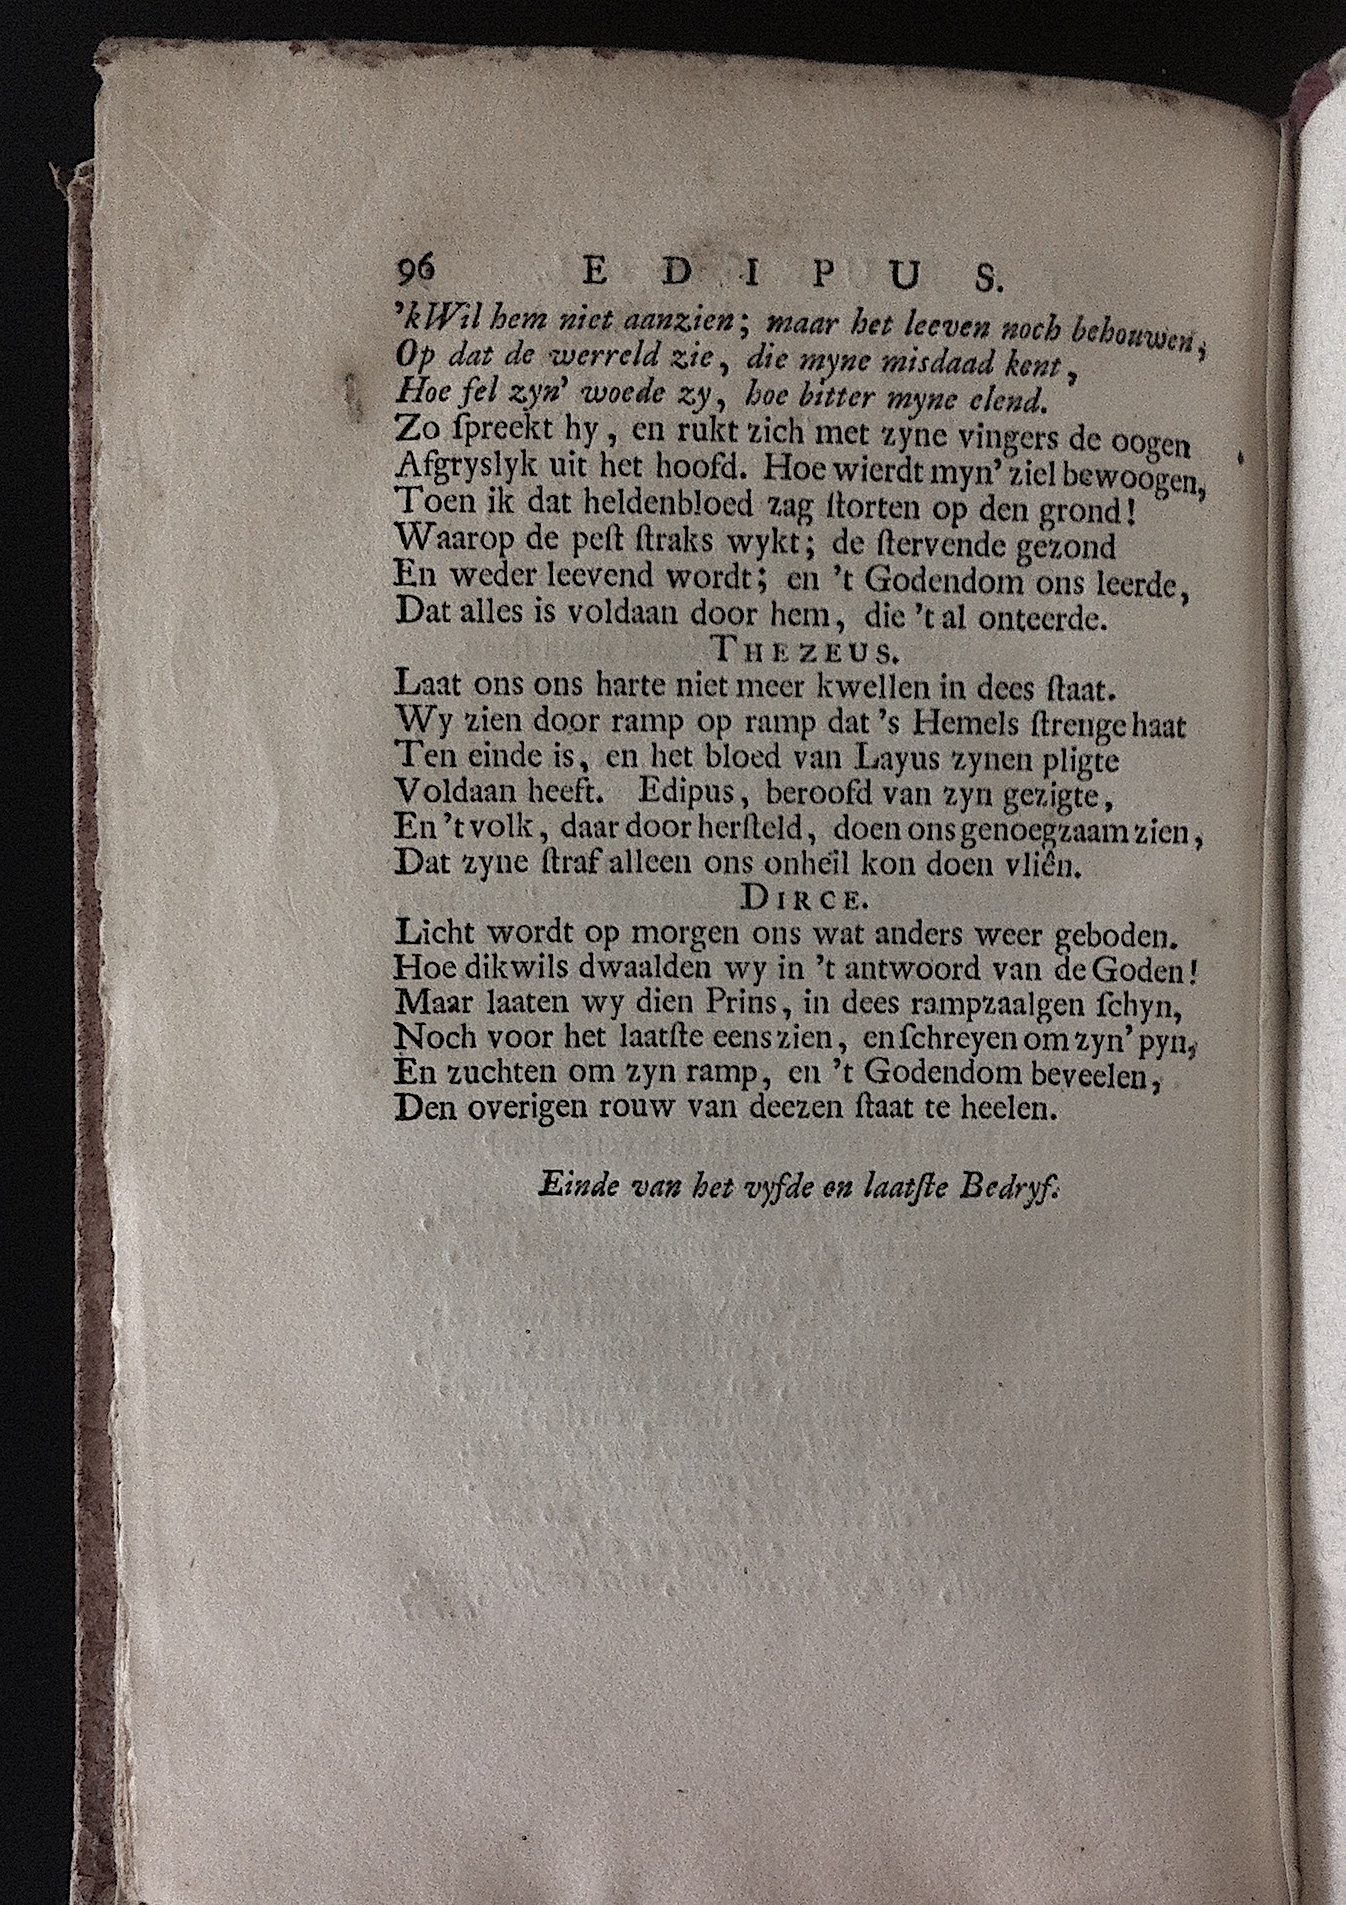 96 EDIPUS.
'k Wil hem niet aanzien; maar het leeven noch behouwen;
Op dat de werreld zie, die myne misdaad kent,
Hoe fel zyn' woede zy, hoe bitter myne elend.
Zo ſpreekt hy, en rukt zich met zyne vingers de oogen
Afgryslyk uit het hoofd. Hoe wierdt myn' ziel bewoogen,
Toen ik dat heldenbloed zag ſtorten op den grond!
Waarop de peſt ſtraks wykt; de ſtervende gezond
En weder leevend wordt; en 't Godendom ons leerde,
Dat alles is voldaan door hem, die 't al onteerde.
THEZEUS.
Laat ons ons harte niet meer kwellen in dees ſtaat.
Wy zien door ramp op ramp dat 's Hemels ſtrenge haat
Ten einde is, en het bloed van Layus zynen pligte
Voldaan heeft. Edipus, beroofd van zyn gezigte,
En 't volk, daar door herſteld, doen ons genoegzaam zien,
Dat zyne ſtraf alleen ons onheil kon doen vliên.
DIRCE.
Licht wordt op morgen ons wat anders weer geboden.
Hoe dikwils dwaalden wy in 't antwoord van de Goden!
Maar laaten wy dien Prins, in dees rampzaalgen ſchyn,
Noch voor het laatſte eens zien, en ſchreyen om zyn' pyn,
En zuchten om zyn ramp, en 't Godendom beveelen,
Den overigen rouw van deezen ſtaat te heelen.
Einde van het vyfde en laatſte Bedryf.